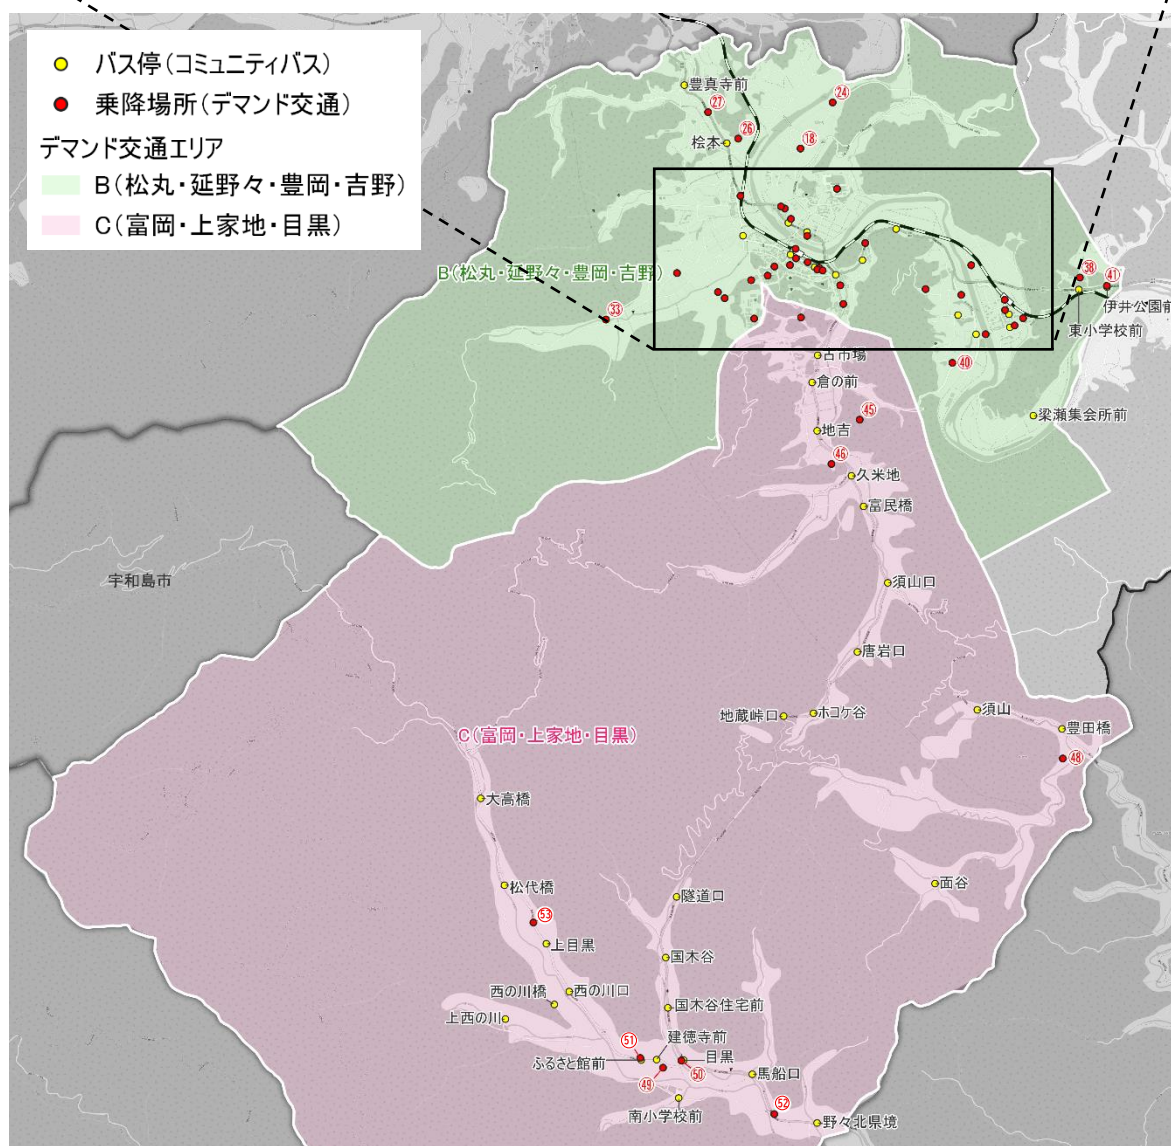 バス停(コミュニティバス)
乗降場所(デマンド交通)
デマンド交通エリア
B(松丸・延野々・豊岡・吉野)
C(富岡・上家地・目黒)
豊真寺前
㉗
㉔
㉖
桧本
⑱
B(松丸・延野々・豊岡・吉野)
㊳
㊶
伊井公園前
㉝
東小学校前
古市場
㊵
倉の前
㊺
梁瀬集会所前
地吉
㊻
久米地
富民橋
宇和島市
須山口
唐岩口
地蔵峠口
ホコケ谷
須山
豊田橋
C(富岡・上家地・目黒)
㊽
大高橋
松代橋
面谷
隧道口
53
上目黒
国木谷
西の川橋
西の川口
国木谷住宅前
上西の川
建徳寺前
51
ふるさと館前
目黒
㊾
㊿
馬船口
52
南小学校前
野々北県境